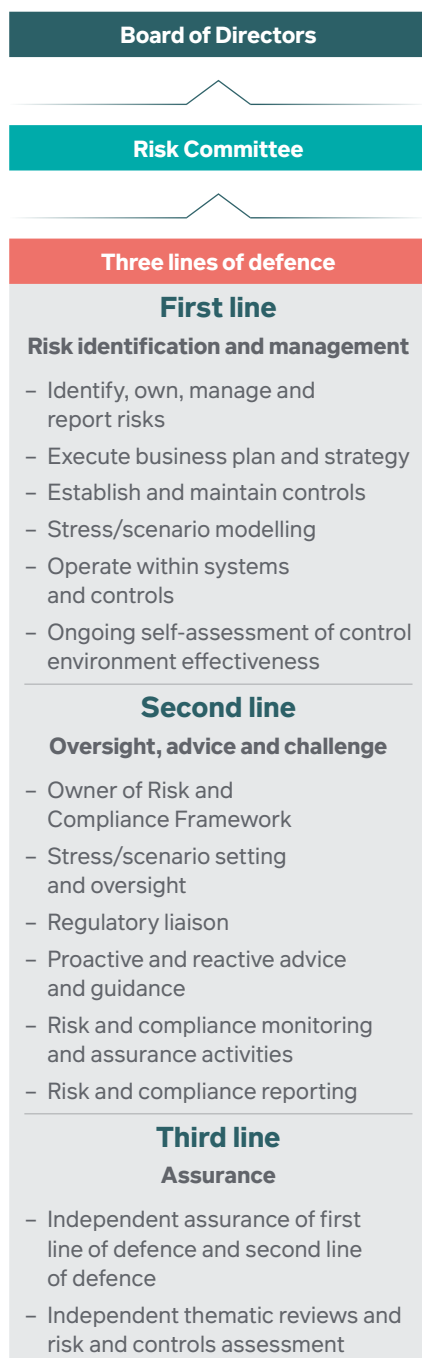 Board of Directors
Risk Committee
Three lines of defence
First line
Risk identification and management
– Identify, own, manage and
report risks
– Execute business plan and strategy
– Establish and maintain controls
– Stress/scenario modelling
– Operate within systems
and controls
– Ongoing self-assessment of control
environment effectiveness
Second line
Oversight, advice and challenge
– Owner of Risk and
Compliance Framework
– Stress/scenario setting
and oversight
– Regulatory liaison
– Proactive and reactive advice
and guidance
– Risk and compliance monitoring
and assurance activities
– Risk and compliance reporting
Third line
Assurance
– Independent assurance of first
line of defence and second line
of defence
– Independent thematic reviews and
risk and controls assessment